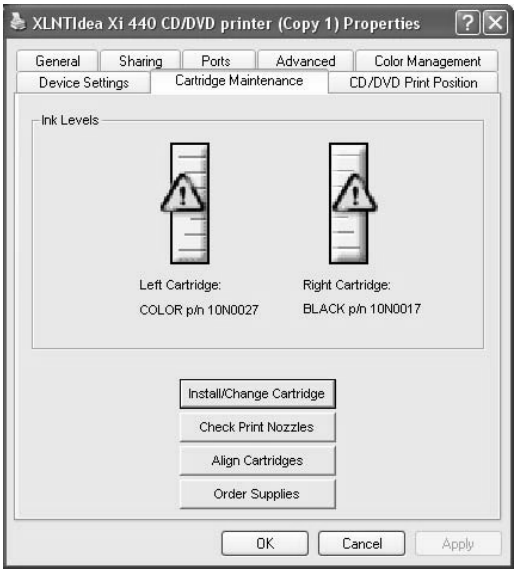 XLNTIdea Xi 440 CD/DVD printer (Copy 1) Properties
General Sharing Ports Advanced Color Management
Device Settings Cartridge Maintenance CD/DVD Print Position
Ink Levels
Left Cartridge: Right Cartridge:
COLOR p/n 10N0027 BLACK p/n 10N0017
Install/Change Cartridge
Check Print Nozzles
Align Cartridges
Order Supplies
OK Cancel Apply